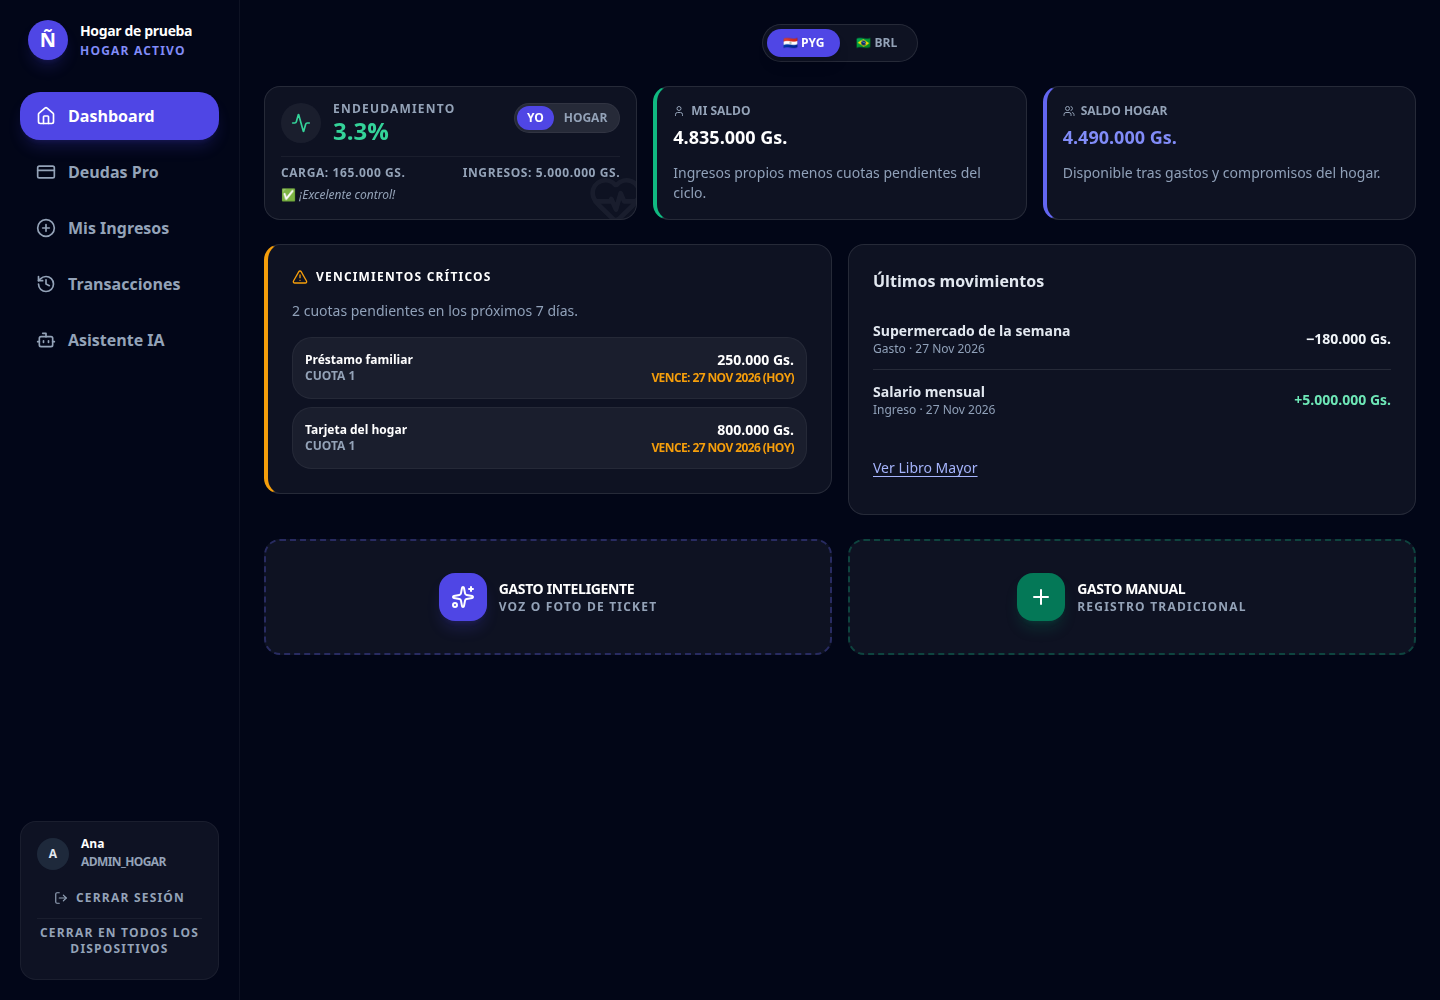 Ñ
Hogar de prueba
HOGAR ACTIVO
Dashboard
Deudas Pro
Mis Ingresos
Transacciones
Asistente IA
A
Ana
ADMIN_HOGAR
CERRAR SESIÓN
CERRAR EN TODOS LOS
DISPOSITIVOS
🇵🇾 PYG
🇧🇷 BRL
ENDEUDAMIENTO
3.3%
YO
HOGAR
CARGA: 165.000 GS.
INGRESOS: 5.000.000 GS.
✅ ¡Excelente control!
MI SALDO
4.835.000 Gs.
Ingresos propios menos cuotas pendientes del
ciclo.
SALDO HOGAR
4.490.000 Gs.
Disponible tras gastos y compromisos del hogar.
VENCIMIENTOS CRÍTICOS
2 cuotas pendientes en los próximos 7 días.
Préstamo familiar
CUOTA 1
250.000 Gs.
VENCE: 27 NOV 2026 (HOY)
Tarjeta del hogar
CUOTA 1
800.000 Gs.
VENCE: 27 NOV 2026 (HOY)
Últimos movimientos
Supermercado de la semana
Gasto · 27 Nov 2026
−180.000 Gs.
Salario mensual
Ingreso · 27 Nov 2026
+5.000.000 Gs.
Ver Libro Mayor
GASTO INTELIGENTE
VOZ O FOTO DE TICKET
GASTO MANUAL
REGISTRO TRADICIONAL